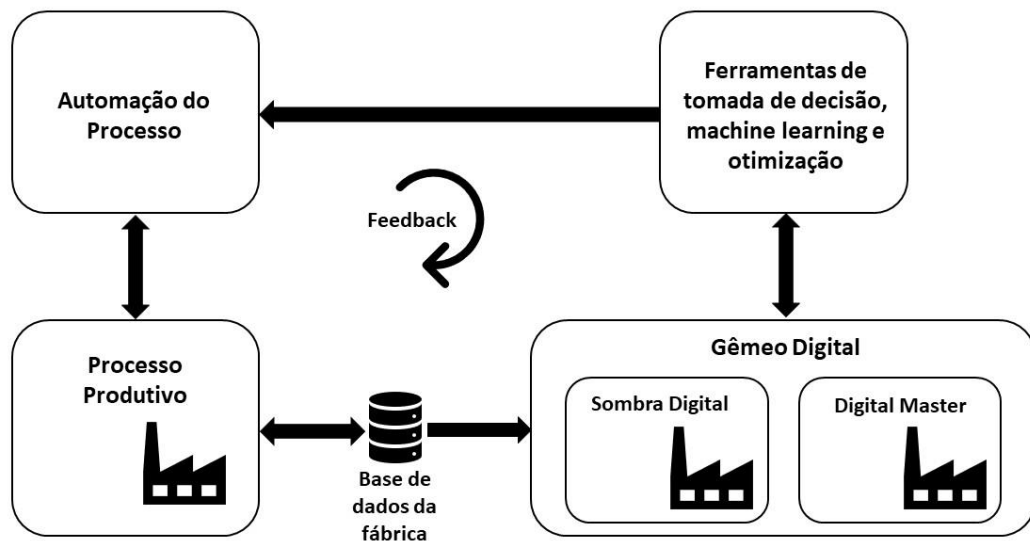 Automação do
Processo
Ferramentas de
tomada de decisão,
machine learning e
otimização
Feedback
Processo
Produtivo
Base de
dados da
fábrica
Gêmeo Digital
Sombra Digital
Digital Master